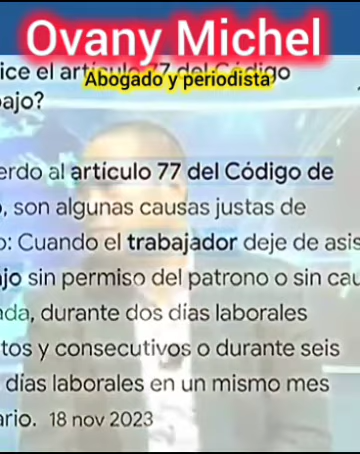 Ovany Michel
ice el artículo 77 del Código
Abogado y periodista
ajo?
erdo al artículo 77 del Código de
, son algunas causas justas de
o: Cuando el trabajador deje de asis
jo sin permiso del patrono o sin cau
ada, durante dos días laborales
tos y consecutivos o durante seis
días laborales en un mismo mes
ario. 18 nov 2023